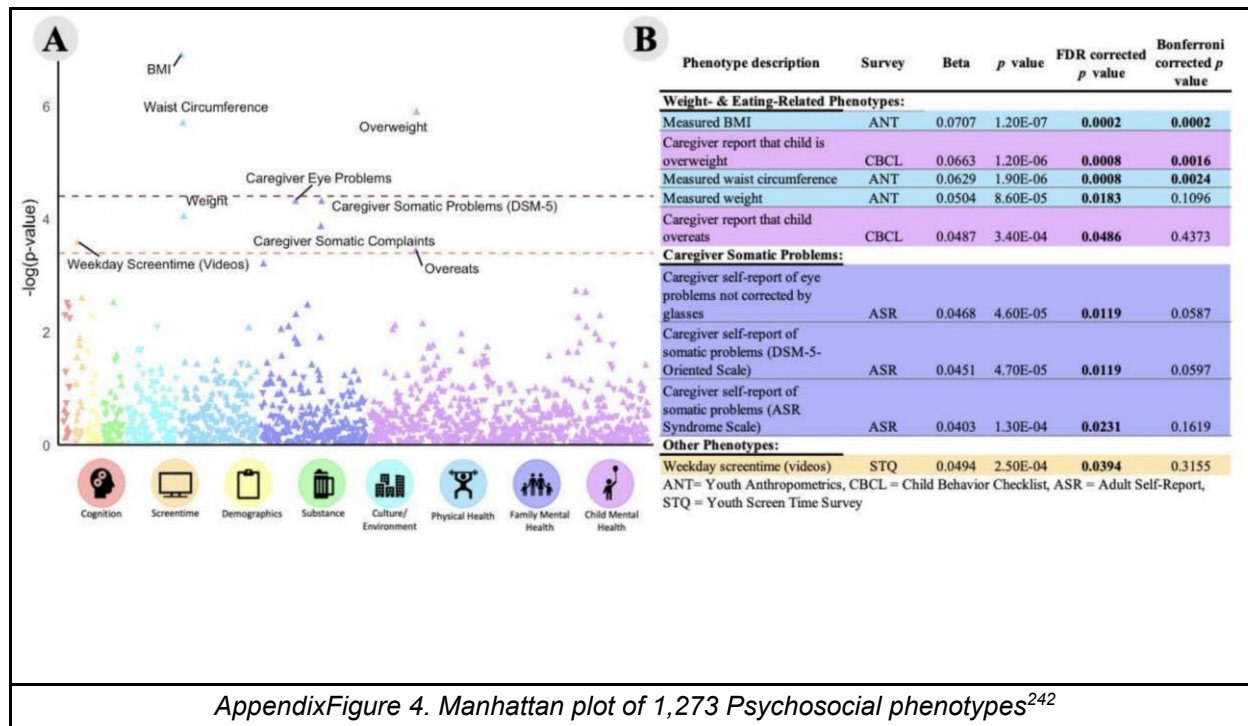 A
-log(p-value)
6
4
2
0
BMI
Waist Circumference
Overweight
Caregiver Eye Problems
Weight
Caregiver Somatic Problems (DSM-5)
Caregiver Somatic Complaints
Weekday Screentime (Videos)
Overeats
Cognition
Screentime
Demographics
Substance
Culture/
Environment
Physical Health
Family Mental
Health
Child Mental
Health
B
Phenotype description Survey Beta p value FDR corrected p value Bonferroni corrected p value
Weight- & Eating-Related Phenotypes:
Measured BMI ANT 0.0707 1.20E-07 0.0002 0.0002
Caregiver report that child is
overweight CBCL 0.0663 1.20E-06 0.0008 0.0016
Measured waist circumference ANT 0.0629 1.90E-06 0.0008 0.0024
Measured weight ANT 0.0504 8.60E-05 0.0183 0.1096
Caregiver report that child
overeats CBCL 0.0487 3.40E-04 0.0486 0.4373
Caregiver Somatic Problems:
Caregiver self-report of eye
problems not corrected by
glasses ASR 0.0468 4.60E-05 0.0119 0.0587
Caregiver self-report of
somatic problems (DSM-5-
Oriented Scale) ASR 0.0451 4.70E-05 0.0119 0.0597
Caregiver self-report of
somatic problems (ASR
Syndrome Scale) ASR 0.0403 1.30E-04 0.0231 0.1619
Other Phenotypes:
Weekday screentime (videos) STQ 0.0494 2.50E-04 0.0394 0.3155
ANT= Youth Anthropometrics, CBCL = Child Behavior Checklist, ASR = Adult Self-Report,
STQ = Youth Screen Time Survey
AppendixFigure 4. Manhattan plot of 1,273 Psychosocial phenotypes242